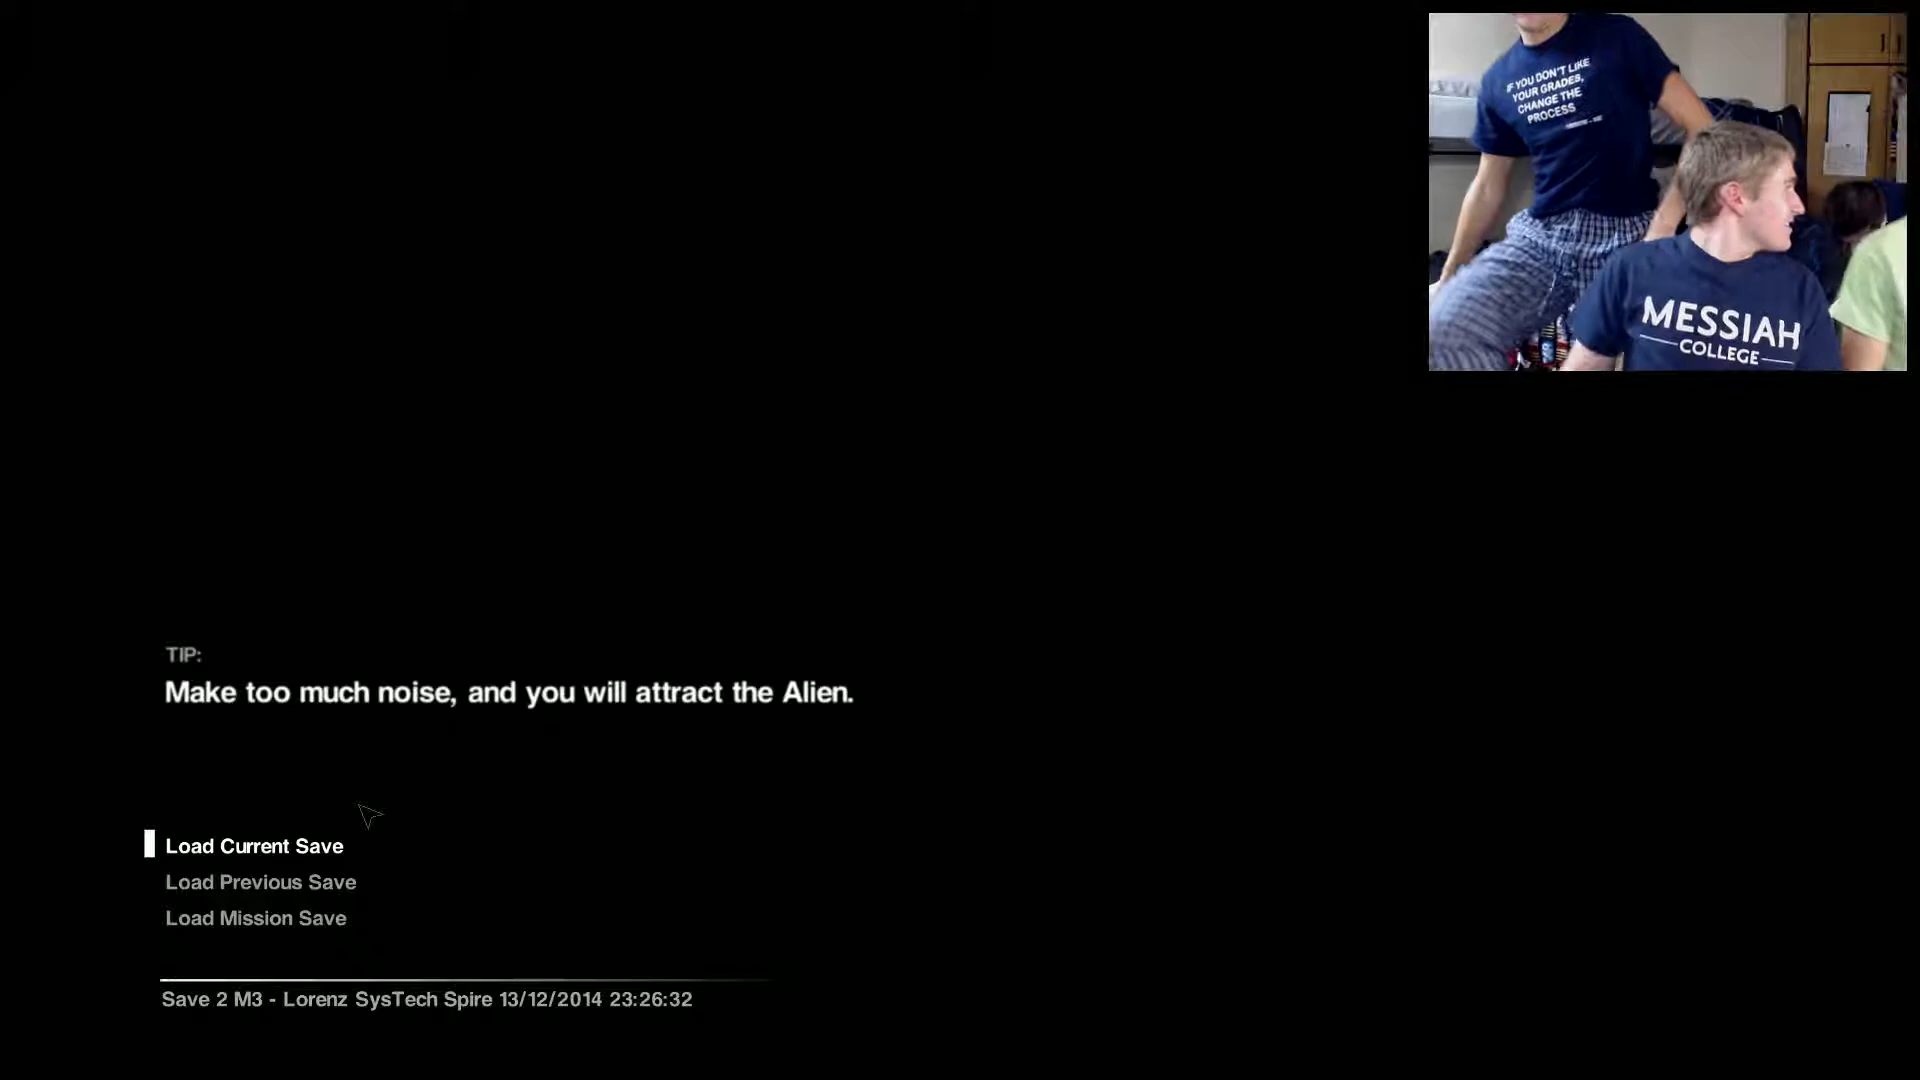 IF YOU DON'T LIKE
YOUR GRADES,
CHANGE THE
PROCESS
MESSIAH
COLLEGE
TIP:
Make too much noise, and you will attract the Alien.
Load Current Save
Load Previous Save
Load Mission Save
Save 2 M3 - Lorenz SysTech Spire 13/12/2014 23:26:32